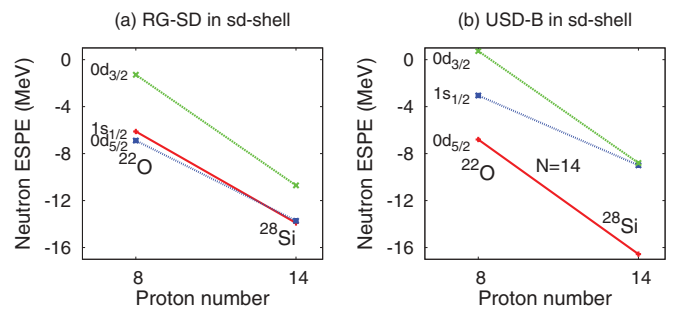 (a) RG-SD in sd-shell
Neutron ESPE (MeV)
0
-4
-8
-12
-16
0d3/2
1s1/2
0d5/2
22O
28Si
8
14
Proton number
(b) USD-B in sd-shell
Neutron ESPE (MeV)
0
-4
-8
-12
-16
0d3/2
1s1/2
0d5/2
22O
N=14
28Si
8
14
Proton number